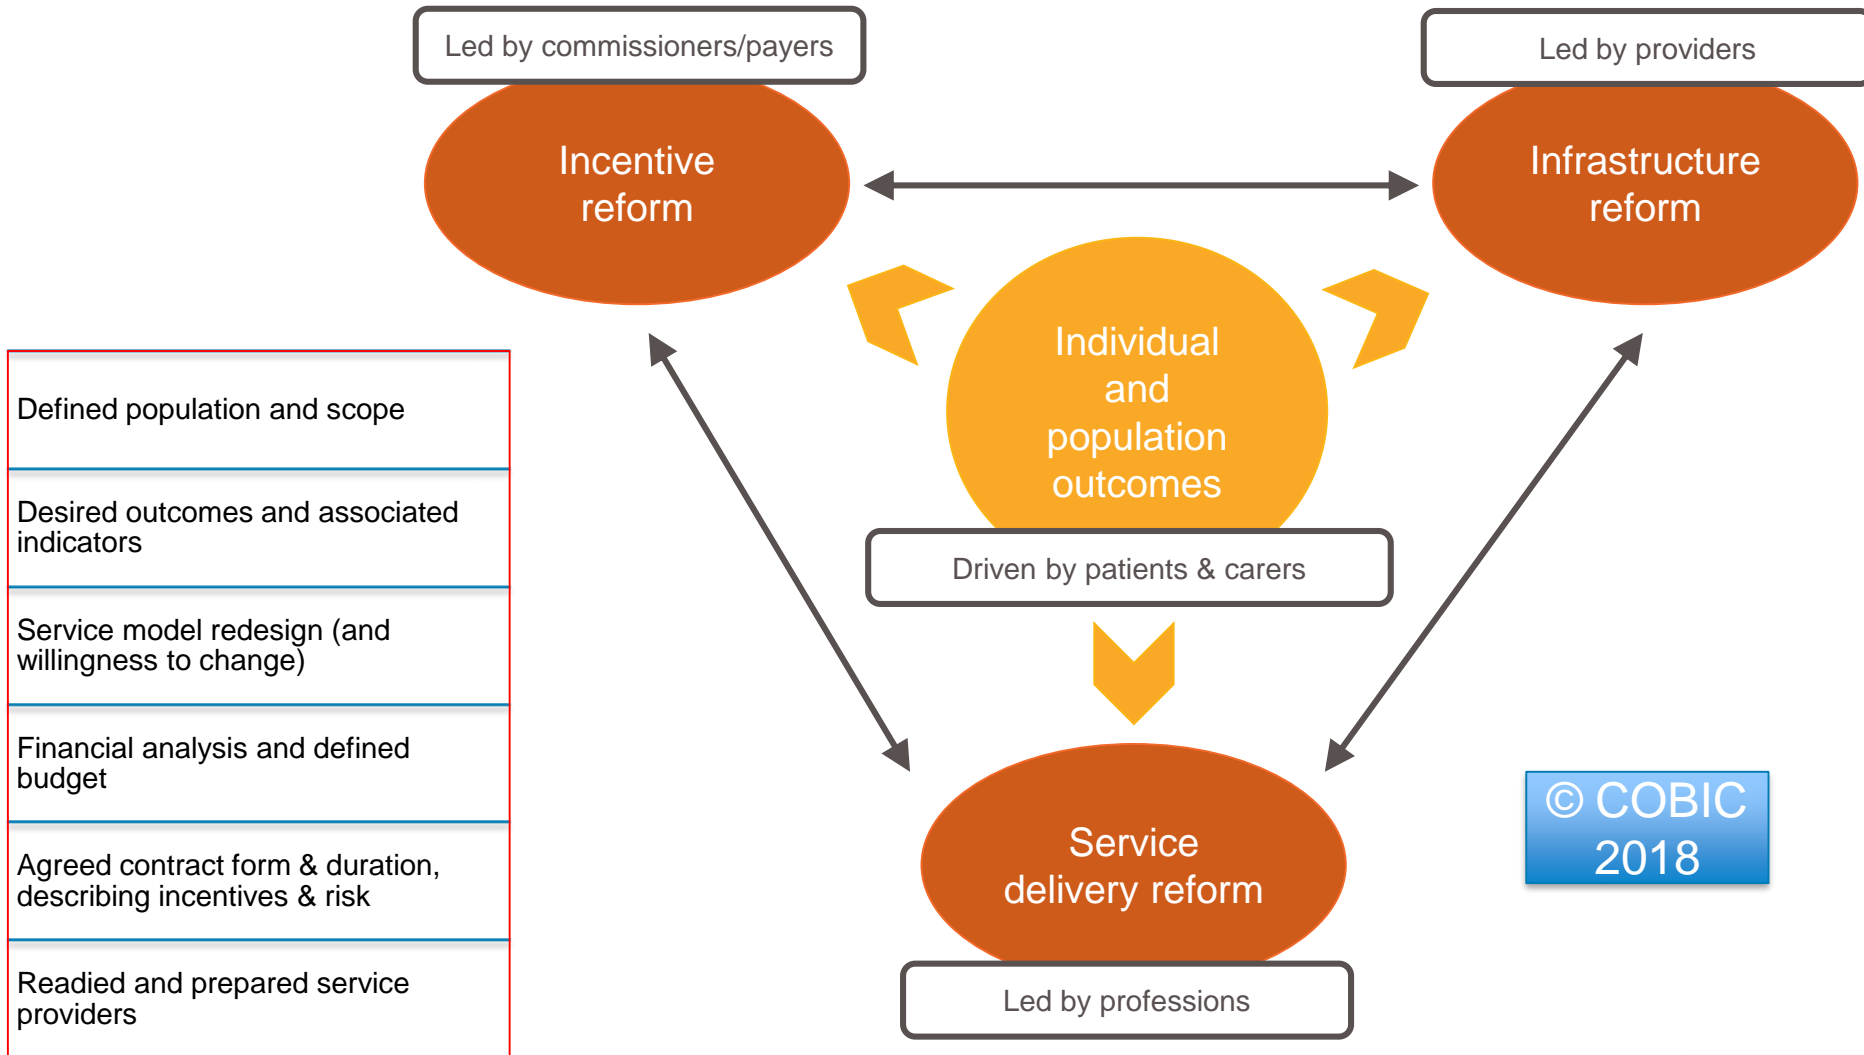 Led by commissioners/payers
Led by providers
Incentive
reform
Infrastructure
reform
Individual
and
population
outcomes
Driven by patients & carers
Defined population and scope
Desired outcomes and associated
indicators
Service model redesign (and
willingness to change)
Financial analysis and defined
budget
Agreed contract form & duration,
describing incentives & risk
Readied and prepared service
providers
Service
delivery reform
Led by professions
© COBIC
2018